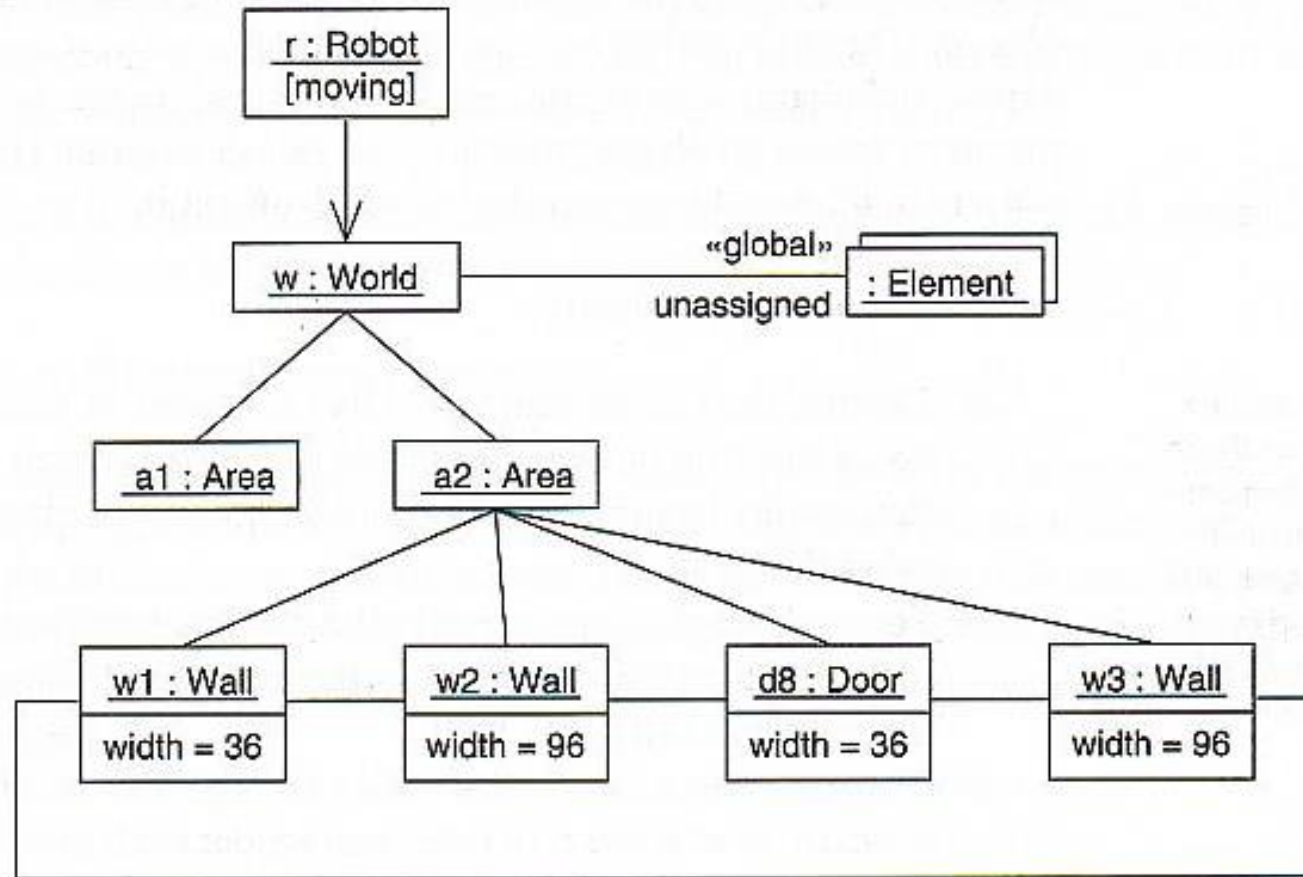 r : Robot
[moving]
w : World
«global»
unassigned
: Element
a1 : Area
a2 : Area
w1 : Wall
width = 36
w2 : Wall
width = 96
d8 : Door
width = 36
w3 : Wall
width = 96